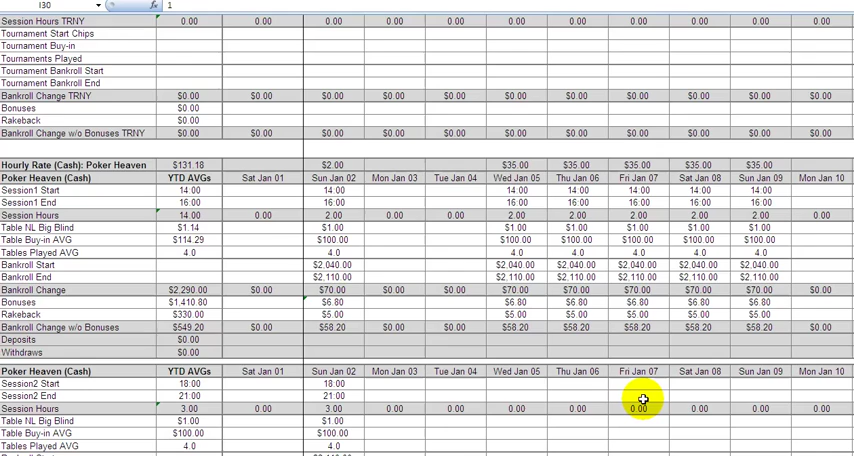 I30 fx 1
Session Hours TRNY 0.00 0.00 0.00 0.00 0.00 0.00 0.00 0.00 0.00 0.00 0.00
Tournament Start Chips
Tournament Buy-in
Tournaments Played
Tournament Bankroll Start
Tournament Bankroll End
Bankroll Change TRNY $0.00 $0.00 $0.00 $0.00 $0.00 $0.00 $0.00 $0.00 $0.00 $0.00 $0.00
Bonuses $0.00
Rakeback $0.00
Bankroll Change w/o Bonuses TRNY $0.00 $0.00 $0.00 $0.00 $0.00 $0.00 $0.00 $0.00 $0.00 $0.00 $0.00
Hourly Rate (Cash): Poker Heaven $131.18 $2.00 $35.00 $35.00 $35.00 $35.00 $35.00
Poker Heaven (Cash) YTD AVGs Sat Jan 01 Sun Jan 02 Mon Jan 03 Tue Jan 04 Wed Jan 05 Thu Jan 06 Fri Jan 07 Sat Jan 08 Sun Jan 09 Mon Jan 10
Session1 Start 14:00 14:00 14:00 14:00 14:00 14:00 14:00
Session1 End 16:00 16:00 16:00 16:00 16:00 16:00 16:00
Session Hours 14.00 0.00 2.00 0.00 0.00 2.00 2.00 2.00 2.00 2.00 0.00
Table NL Big Blind $1.14 $1.00 $1.00 $1.00 $1.00 $1.00 $1.00
Table Buy-in AVG $114.29 $100.00 $100.00 $100.00 $100.00 $100.00 $100.00
Tables Played AVG 4.0 4.0 4.0 4.0 4.0 4.0 4.0
Bankroll Start $2,040.00 $2,040.00 $2,040.00 $2,040.00 $2,040.00 $2,040.00
Bankroll End $2,110.00 $2,110.00 $2,110.00 $2,110.00 $2,110.00 $2,110.00
Bankroll Change $2,290.00 $0.00 $70.00 $0.00 $0.00 $70.00 $70.00 $70.00 $70.00 $70.00 $0.00
Bonuses $1,410.80 $6.80 $6.80 $6.80 $6.80 $6.80 $6.80
Rakeback $330.00 $5.00 $5.00 $5.00 $5.00 $5.00 $5.00
Bankroll Change w/o Bonuses $549.20 $0.00 $58.20 $0.00 $0.00 $58.20 $58.20 $58.20 $58.20 $58.20 $0.00
Deposits $0.00
Withdraws $0.00
Poker Heaven (Cash) YTD AVGs Sat Jan 01 Sun Jan 02 Mon Jan 03 Tue Jan 04 Wed Jan 05 Thu Jan 06 Fri Jan 07 Sat Jan 08 Sun Jan 09 Mon Jan 10
Session2 Start 18:00 18:00
Session2 End 21:00 21:00
Session Hours 3.00 0.00 3.00 0.00 0.00 0.00 0.00 0.00 0.00 0.00 0.00
Table NL Big Blind $1.00 $1.00
Table Buy-in AVG $100.00 $100.00
Tables Played AVG 4.0 4.0